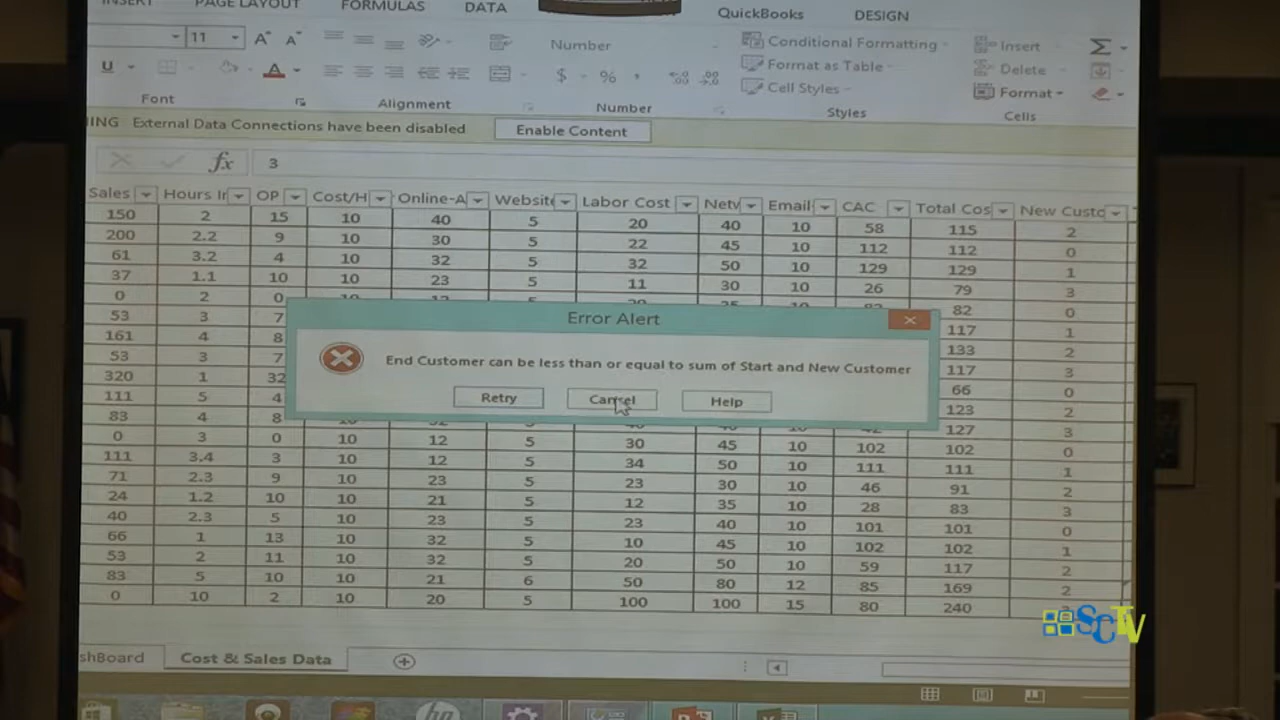 INSERT PAGE LAYOUT FORMULAS DATA QuickBooks DESIGN
11 A A Number Conditional Formatting Insert Σ
Format as Table Delete
U A $ % Cell Styles Format
Font Alignment Number Styles Cells
External Data Connections have been disabled Enable Content
fx 3
Sales Hours OP Cost/H Online-A Website Labor Cost Netv Email CAC Total Cos New Custo
150 2 15 10 40 5 20 40 10 58 115 2
200 2.2 9 10 30 5 22 45 10 112 112 0
61 3.2 4 10 32 5 32 50 10 129 129 1
37 1.1 10 10 23 5 11 30 10 26 79 3
0 2 0 82 0
53 3 7 117 1
161 4 8 133 2
53 3 7 117 3
320 1 32 66 0
111 5 4 123 2
83 4 8 127 3
Error Alert
End Customer can be less than or equal to sum of Start and New Customer
Retry Cancel Help
0 3 0 10 12 5 30 45 10 102 102 0
111 3.4 3 10 12 5 34 50 10 111 111 1
71 2.3 9 10 23 5 23 30 10 46 91 2
24 1.2 10 10 21 5 12 35 10 28 83 3
40 2.3 5 10 23 5 23 40 10 101 101 0
66 1 13 10 32 5 10 45 10 102 102 1
53 2 11 10 32 5 20 50 10 59 117 2
83 5 10 10 21 6 50 80 12 85 169 2
0 10 2 10 20 5 100 100 15 80 240
SCTV
shBoard Cost & Sales Data
hp